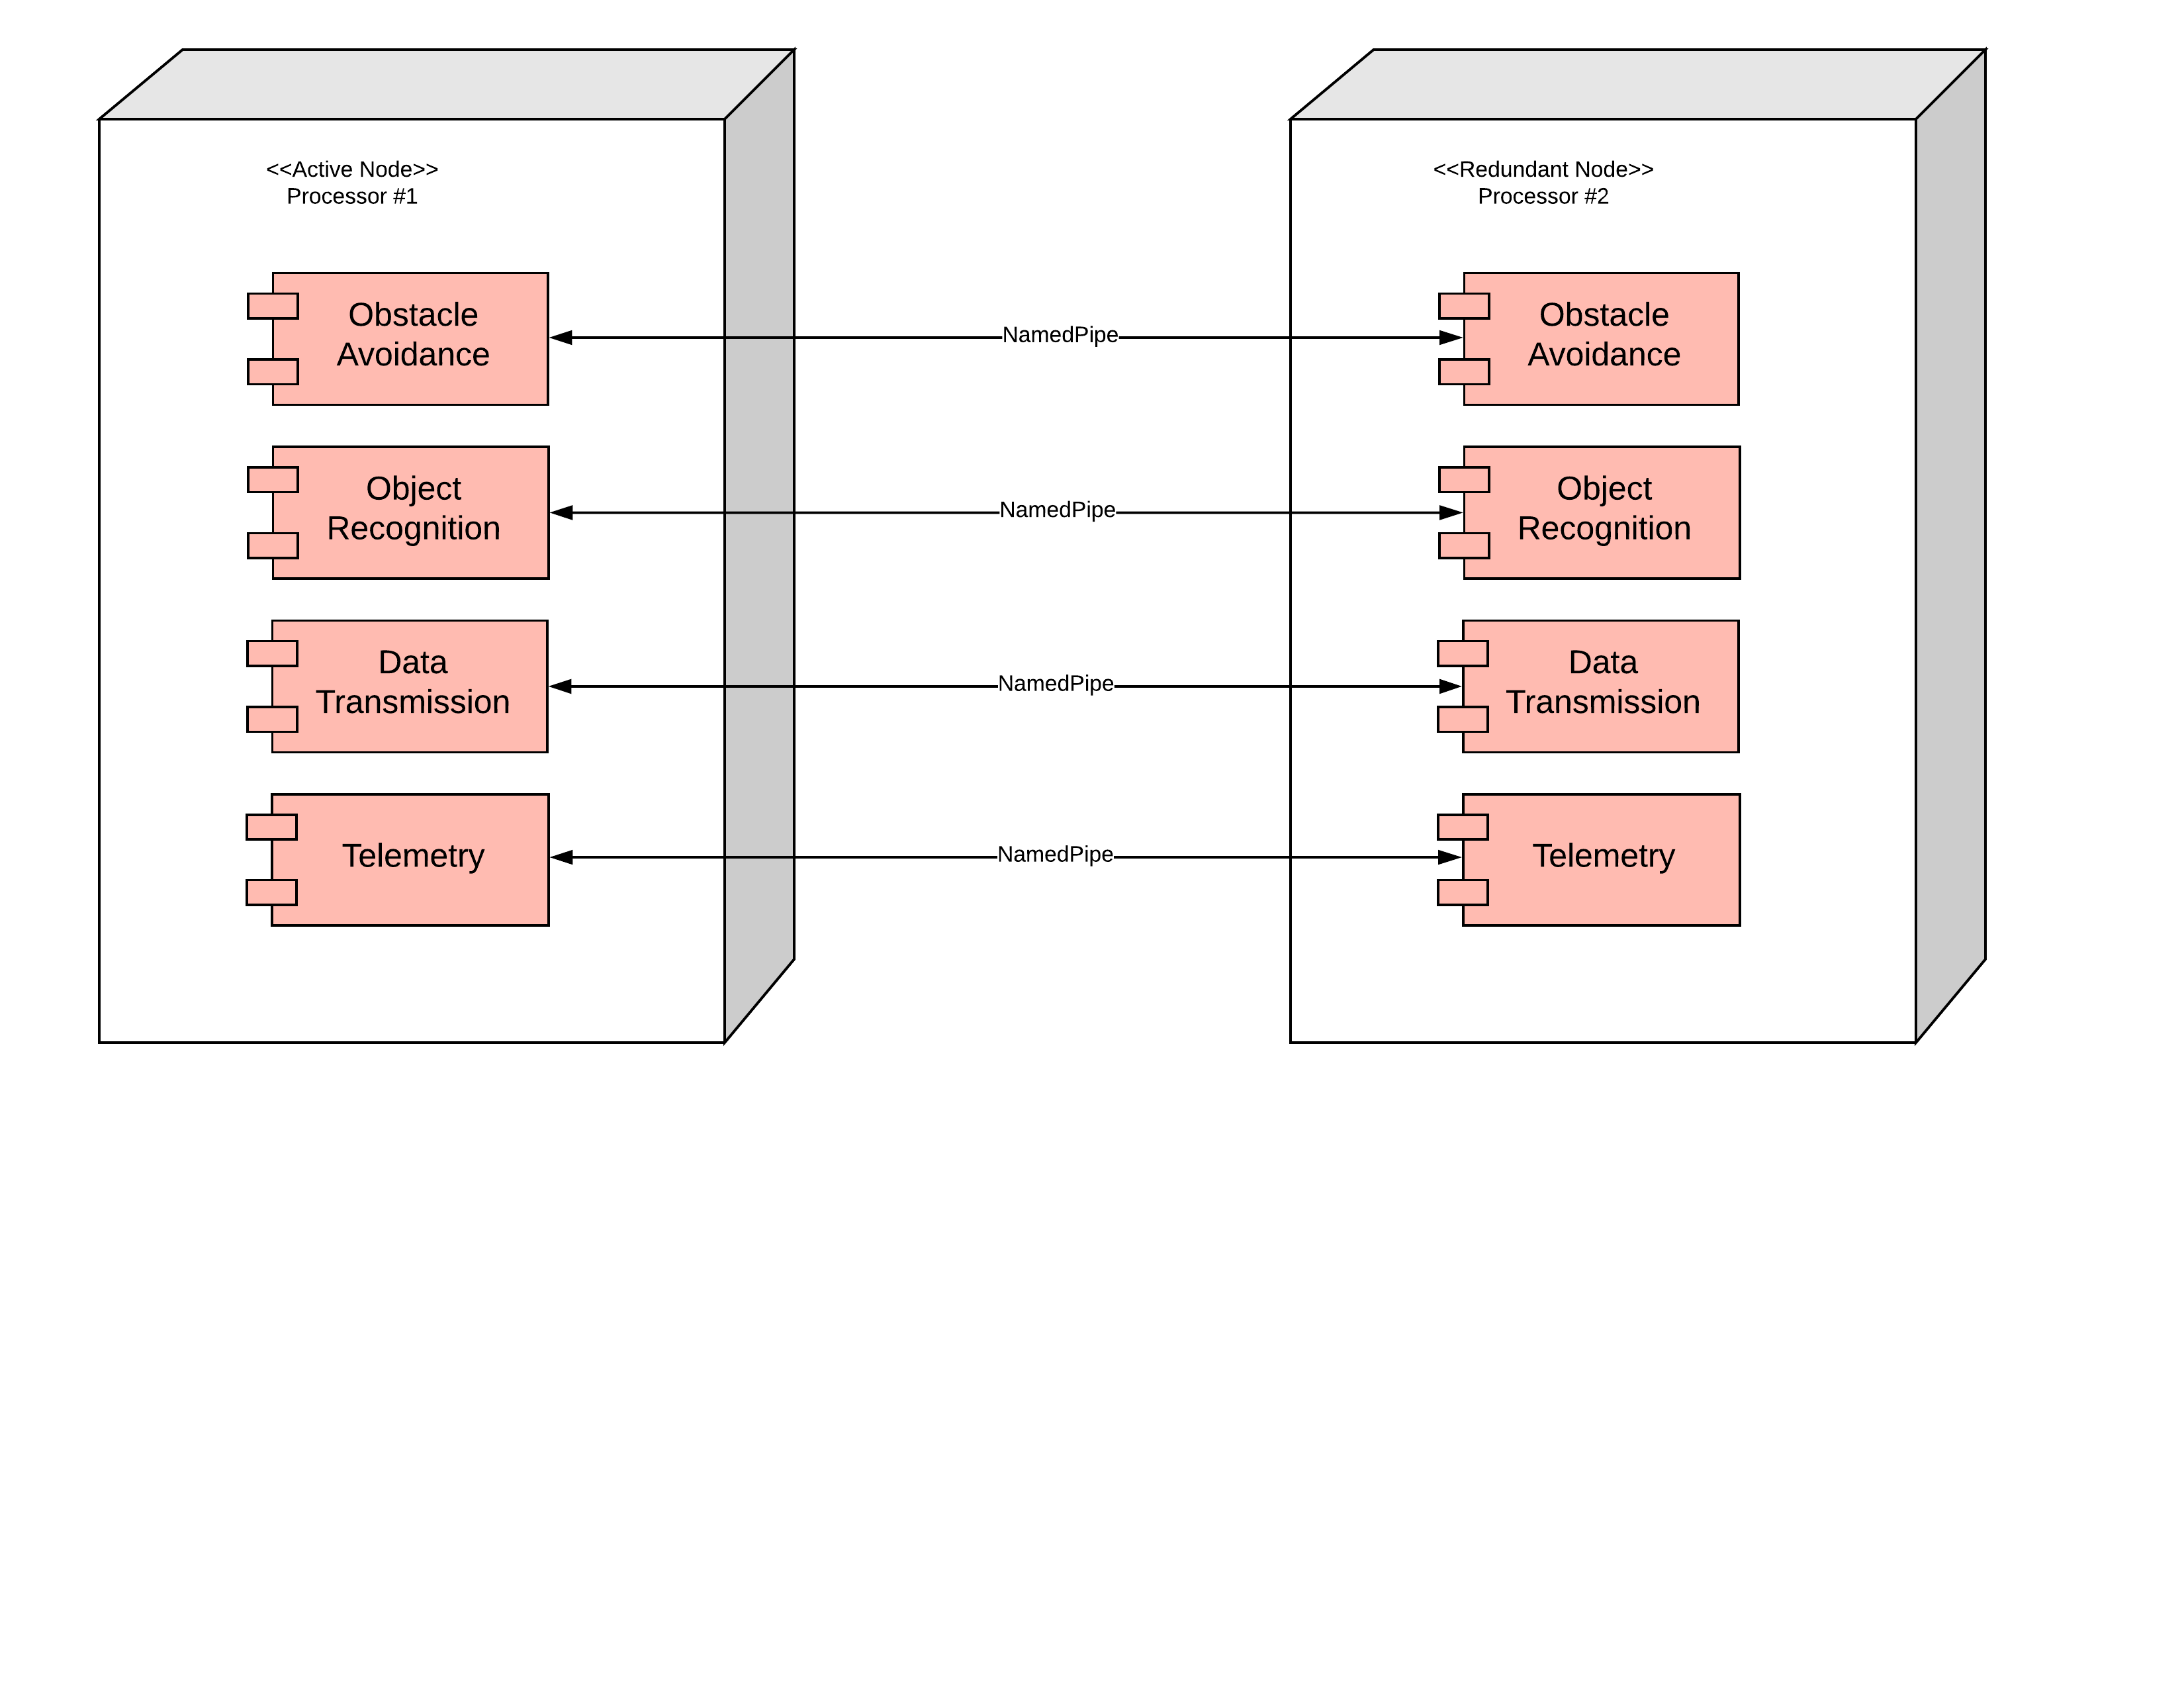 <<Active Node>>
Processor #1
<<Redundant Node>>
Processor #2
Obstacle
Avoidance
NamedPipe
Obstacle
Avoidance
Object
Recognition
NamedPipe
Object
Recognition
Data
Transmission
NamedPipe
Data
Transmission
Telemetry
NamedPipe
Telemetry